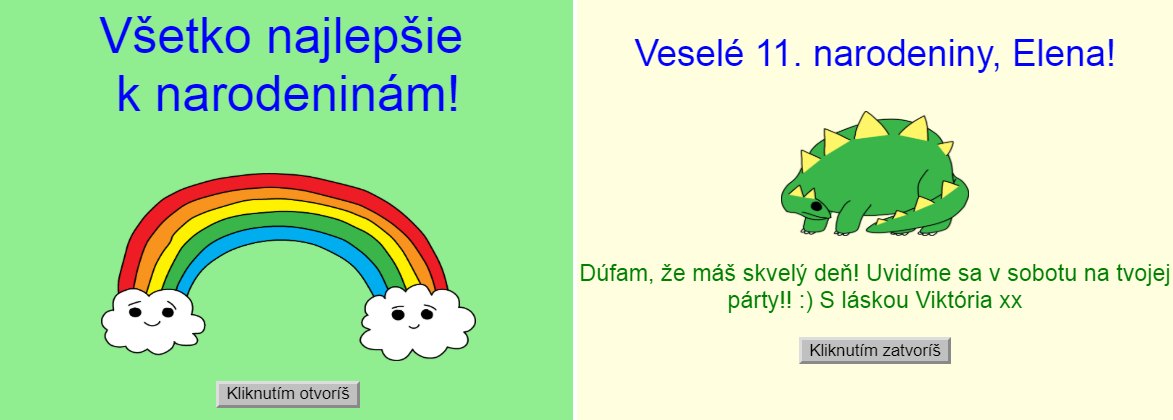 Všetko najlepšie
k narodeninám!
Kliknutím otvoríš
Veselé 11. narodeniny, Elena!
Dúfam, že máš skvelý deň! Uvidíme sa v sobotu na tvojej
párty!! :) S láskou Viktória xx
Kliknutím zatvoríš